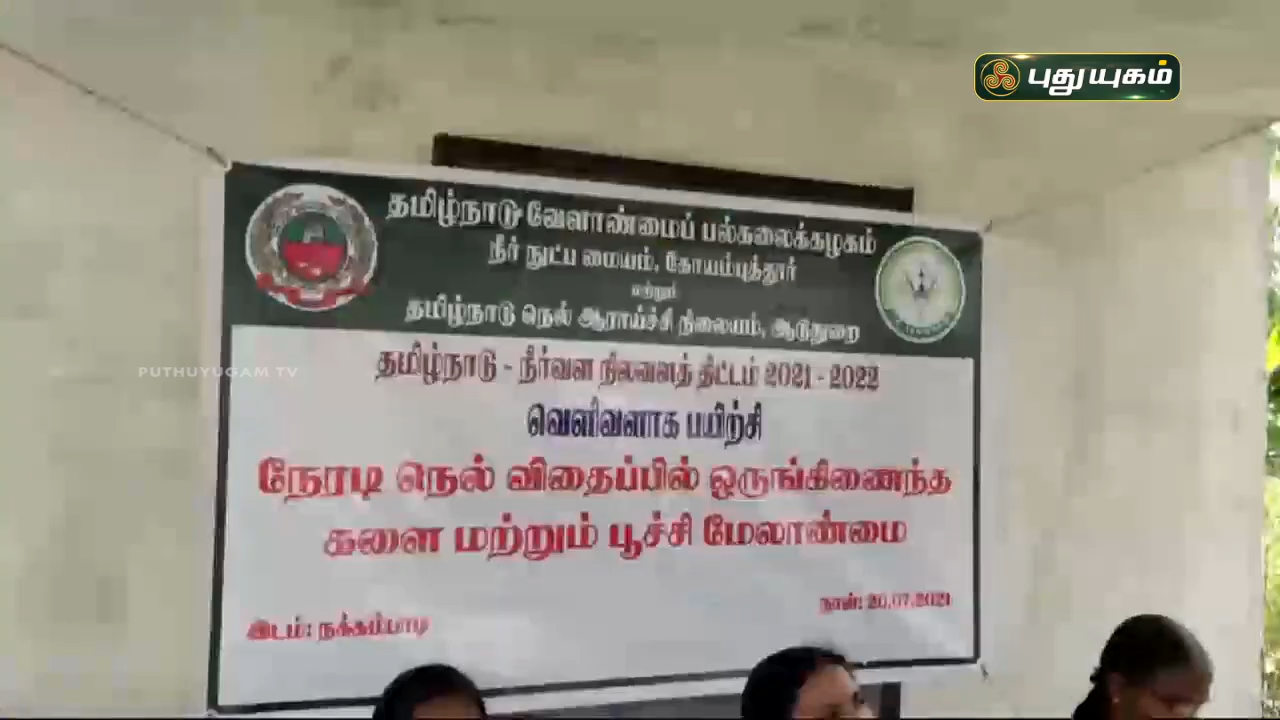 புதுயுகம்
தமிழ்நாடு வேளாண்மைப் பல்கலைக்கழகம்
நீர் நுட்ப மையம், கோயம்புத்தூர்
மற்றும்
தமிழ்நாடு நெல் ஆராய்ச்சி நிலையம், ஆடுதுறை
தமிழ்நாடு - நீர்வள நிலவளத் திட்டம் 2021 - 2022
PUTHUYUGAM TV
வெளிவளாக பயிற்சி
நேரடி நெல் விதைப்பில் ஒருங்கிணைந்த
களை மற்றும் பூச்சி மேலாண்மை
நாள்: 20.07.2021
இடம்: நக்கம்பாடி